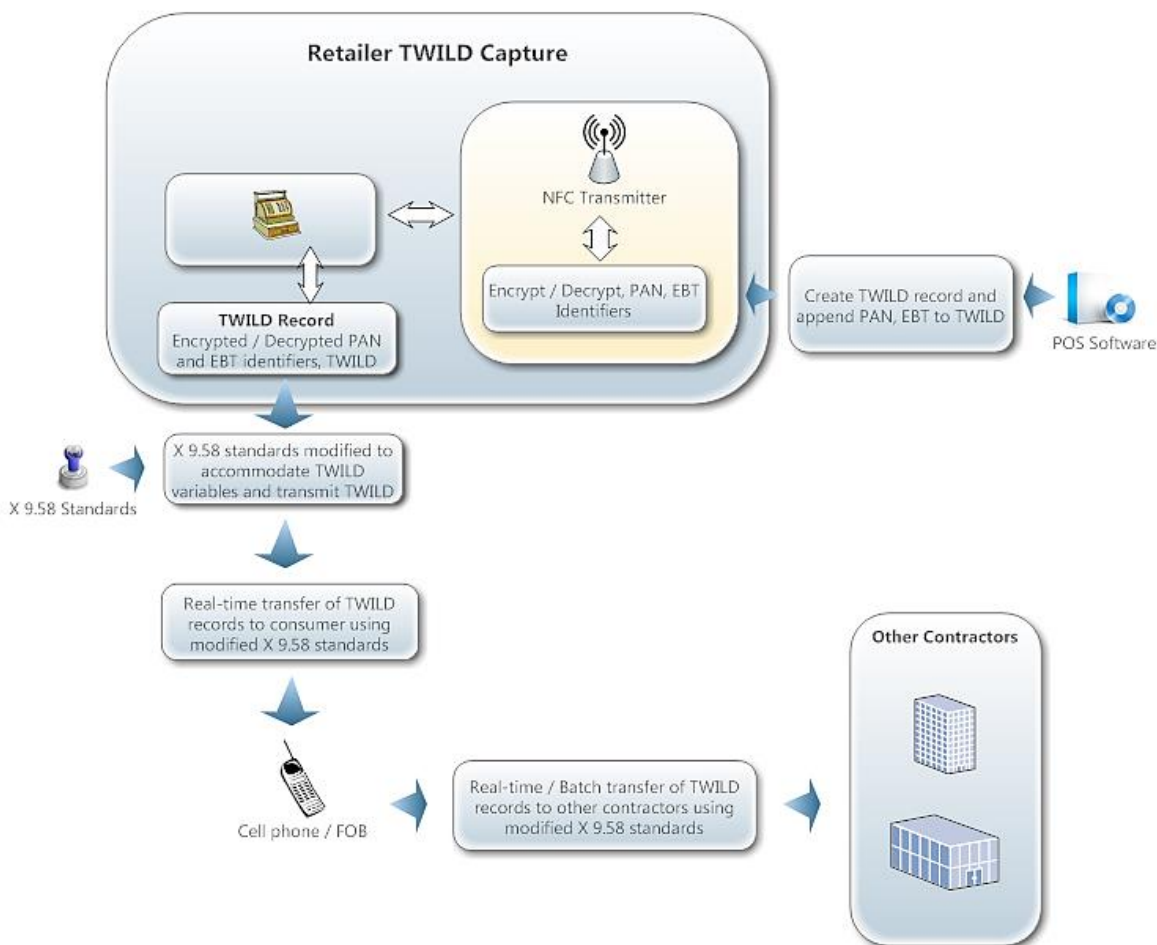 Retailer TWILD Capture
NFC Transmitter
Encrypt / Decrypt, PAN, EBT
Identifiers
TWILD Record
Encrypted / Decrypted PAN
and EBT identifiers, TWILD
Create TWILD record and
append PAN, EBT to TWILD
POS Software
X 9.58 Standards
X 9.58 standards modified to
accommodate TWILD
variables and transmit TWILD
Real-time transfer of TWILD
records to consumer using
modified X 9.58 standards
Cell phone / FOB
Real-time / Batch transfer of TWILD
records to other contractors using
modified X 9.58 standards
Other Contractors